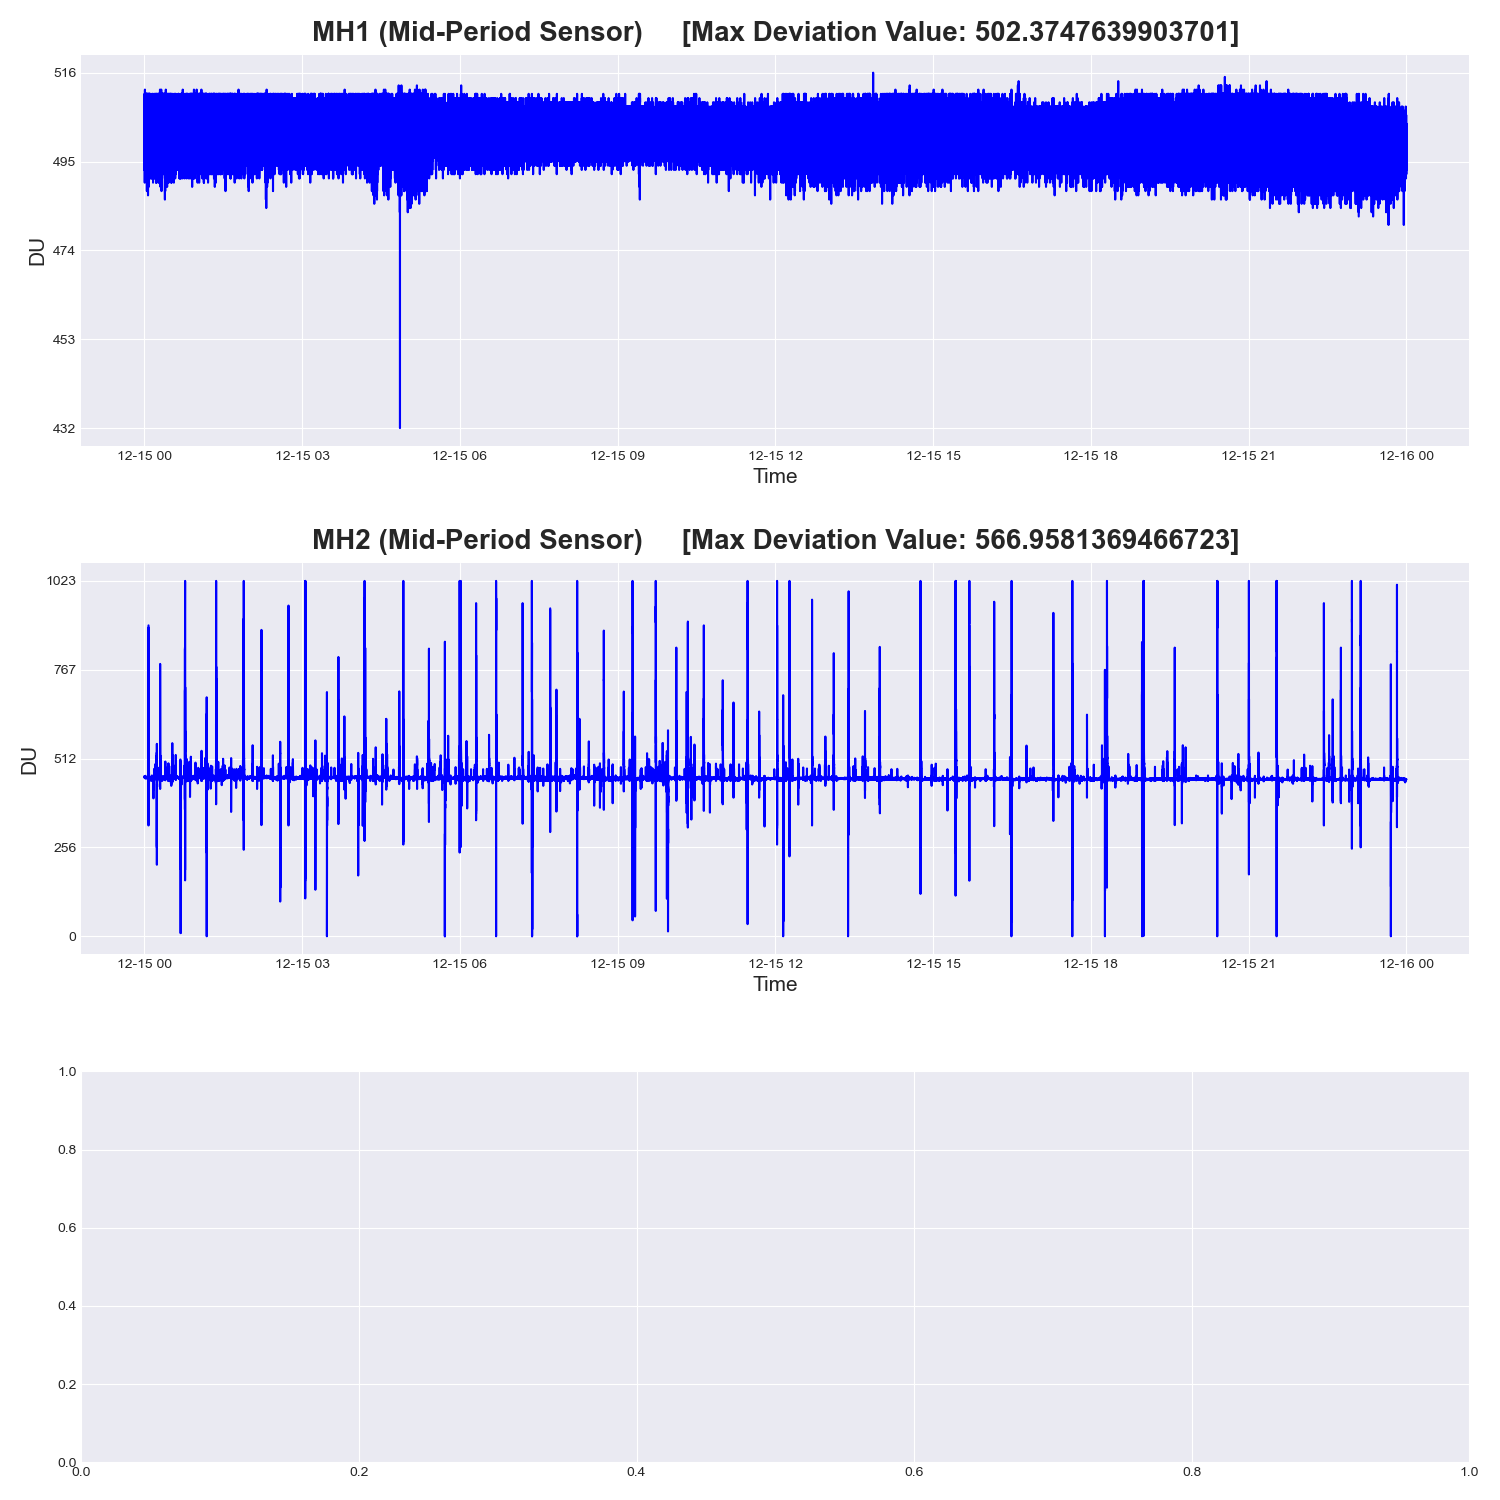 MH1 (Mid-Period Sensor) [Max Deviation Value: 502.3747639903701]
516
495
474
453
432
DU
12-15 00 12-15 03 12-15 06 12-15 09 12-15 12 12-15 15 12-15 18 12-15 21 12-16 00
Time
MH2 (Mid-Period Sensor) [Max Deviation Value: 566.9581369466723]
1023
767
512
256
0
DU
12-15 00 12-15 03 12-15 06 12-15 09 12-15 12 12-15 15 12-15 18 12-15 21 12-16 00
Time
1.0
0.8
0.6
0.4
0.2
0.0
0.0 0.2 0.4 0.6 0.8 1.0